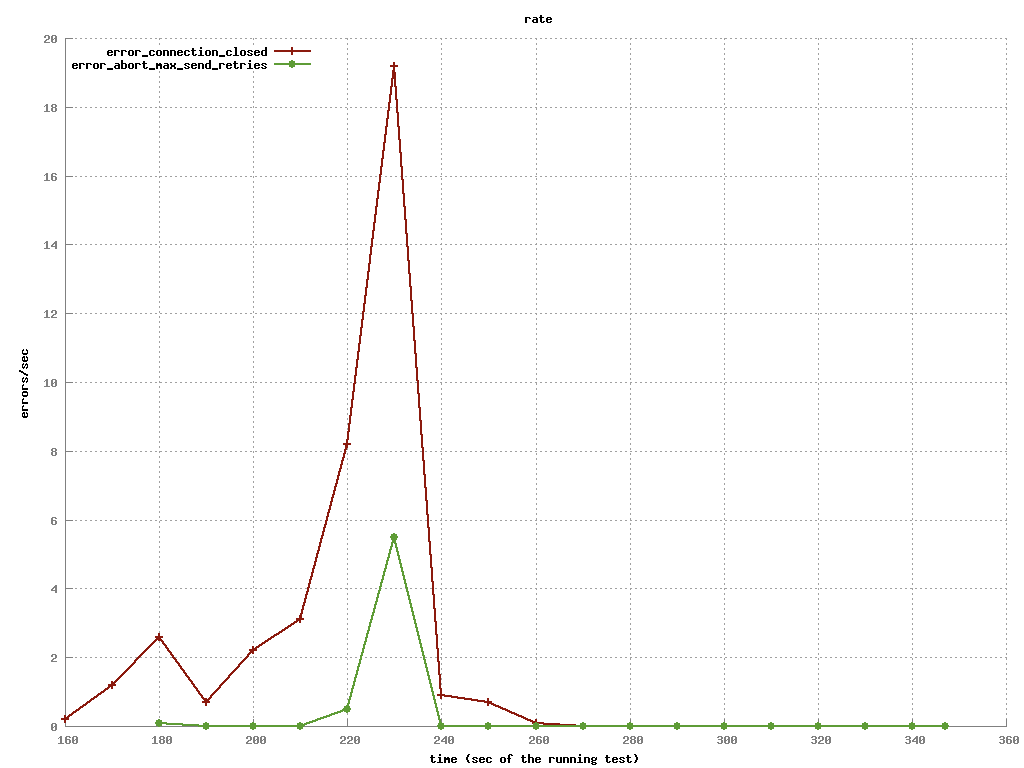 rate
20
error_connection_closed
error_abort_max_send_retries
18
16
14
12
10
errors/sec
8
6
4
2
0
160 180 200 220 240 260 280 300 320 340 360
time (sec of the running test)